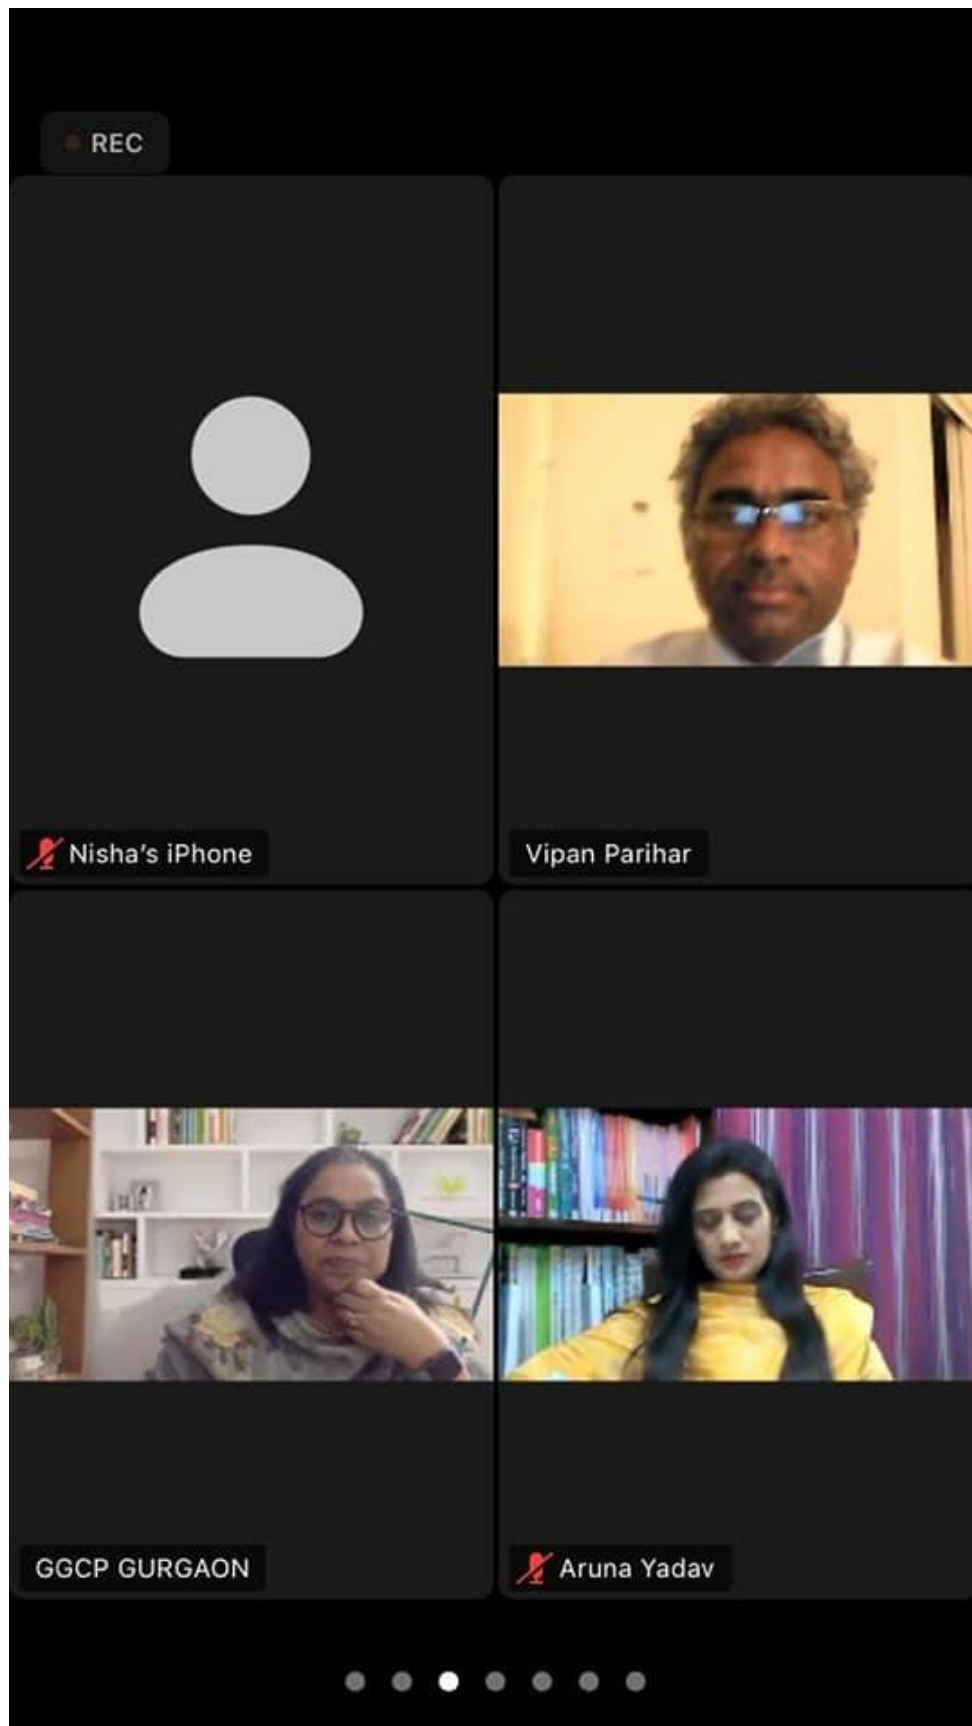 REC
Nisha's iPhone
Vipan Parihar
GGCP GURGAON
Aruna Yadav